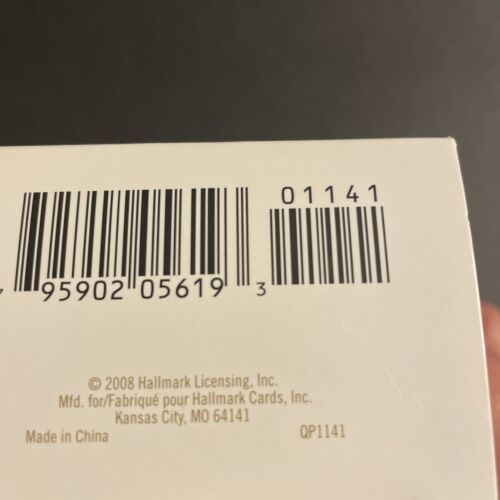 01141
95902 05619 3
© 2008 Hallmark Licensing, Inc.
Mfd. for/Fabriqué pour Hallmark Cards, Inc.
Kansas City, MO 64141
Made in China QP1141